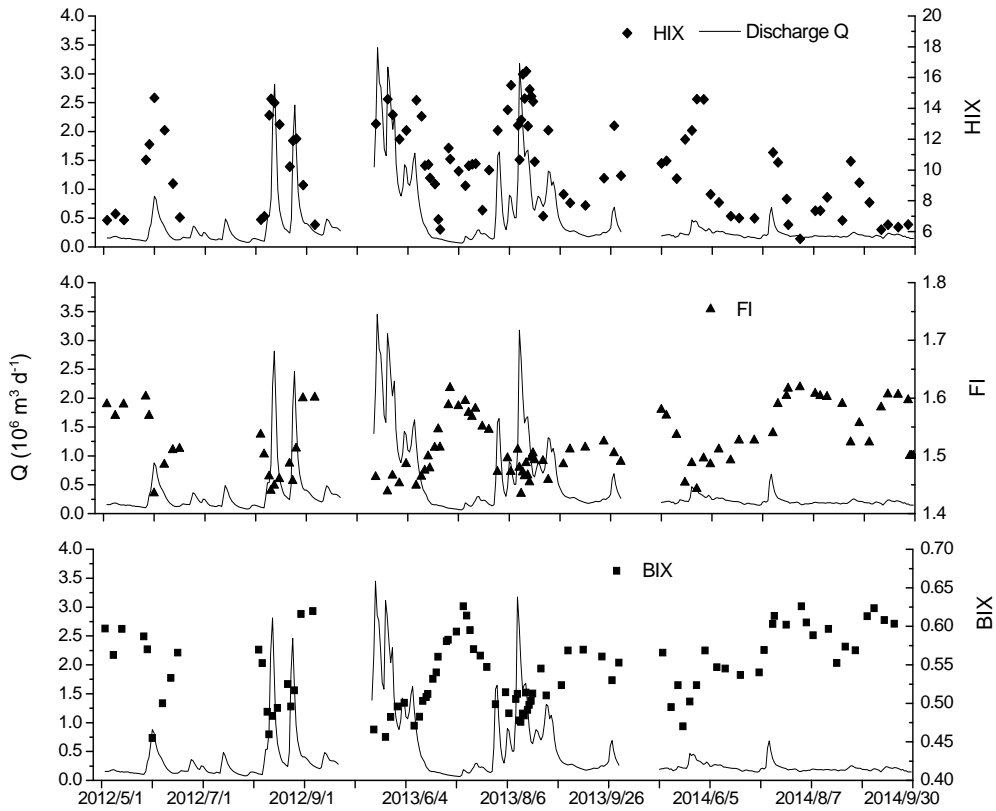 4.0 3.5 3.0 2.5 2.0 1.5 1.0 0.5 0.0
HIX Discharge Q
20 18 16 14 12 10 8 6
HIX
4.0 3.5 3.0 2.5 2.0 1.5 1.0 0.5 0.0
FI
1.8 1.7 1.6 1.5 1.4
FI
Q (10⁶ m³ d⁻¹)
4.0 3.5 3.0 2.5 2.0 1.5 1.0 0.5 0.0
BIX
0.70 0.65 0.60 0.55 0.50 0.45 0.40
BIX
2012/5/1 2012/7/1 2012/9/1 2013/6/4 2013/8/6 2013/9/26 2014/6/5 2014/8/7 2014/9/30